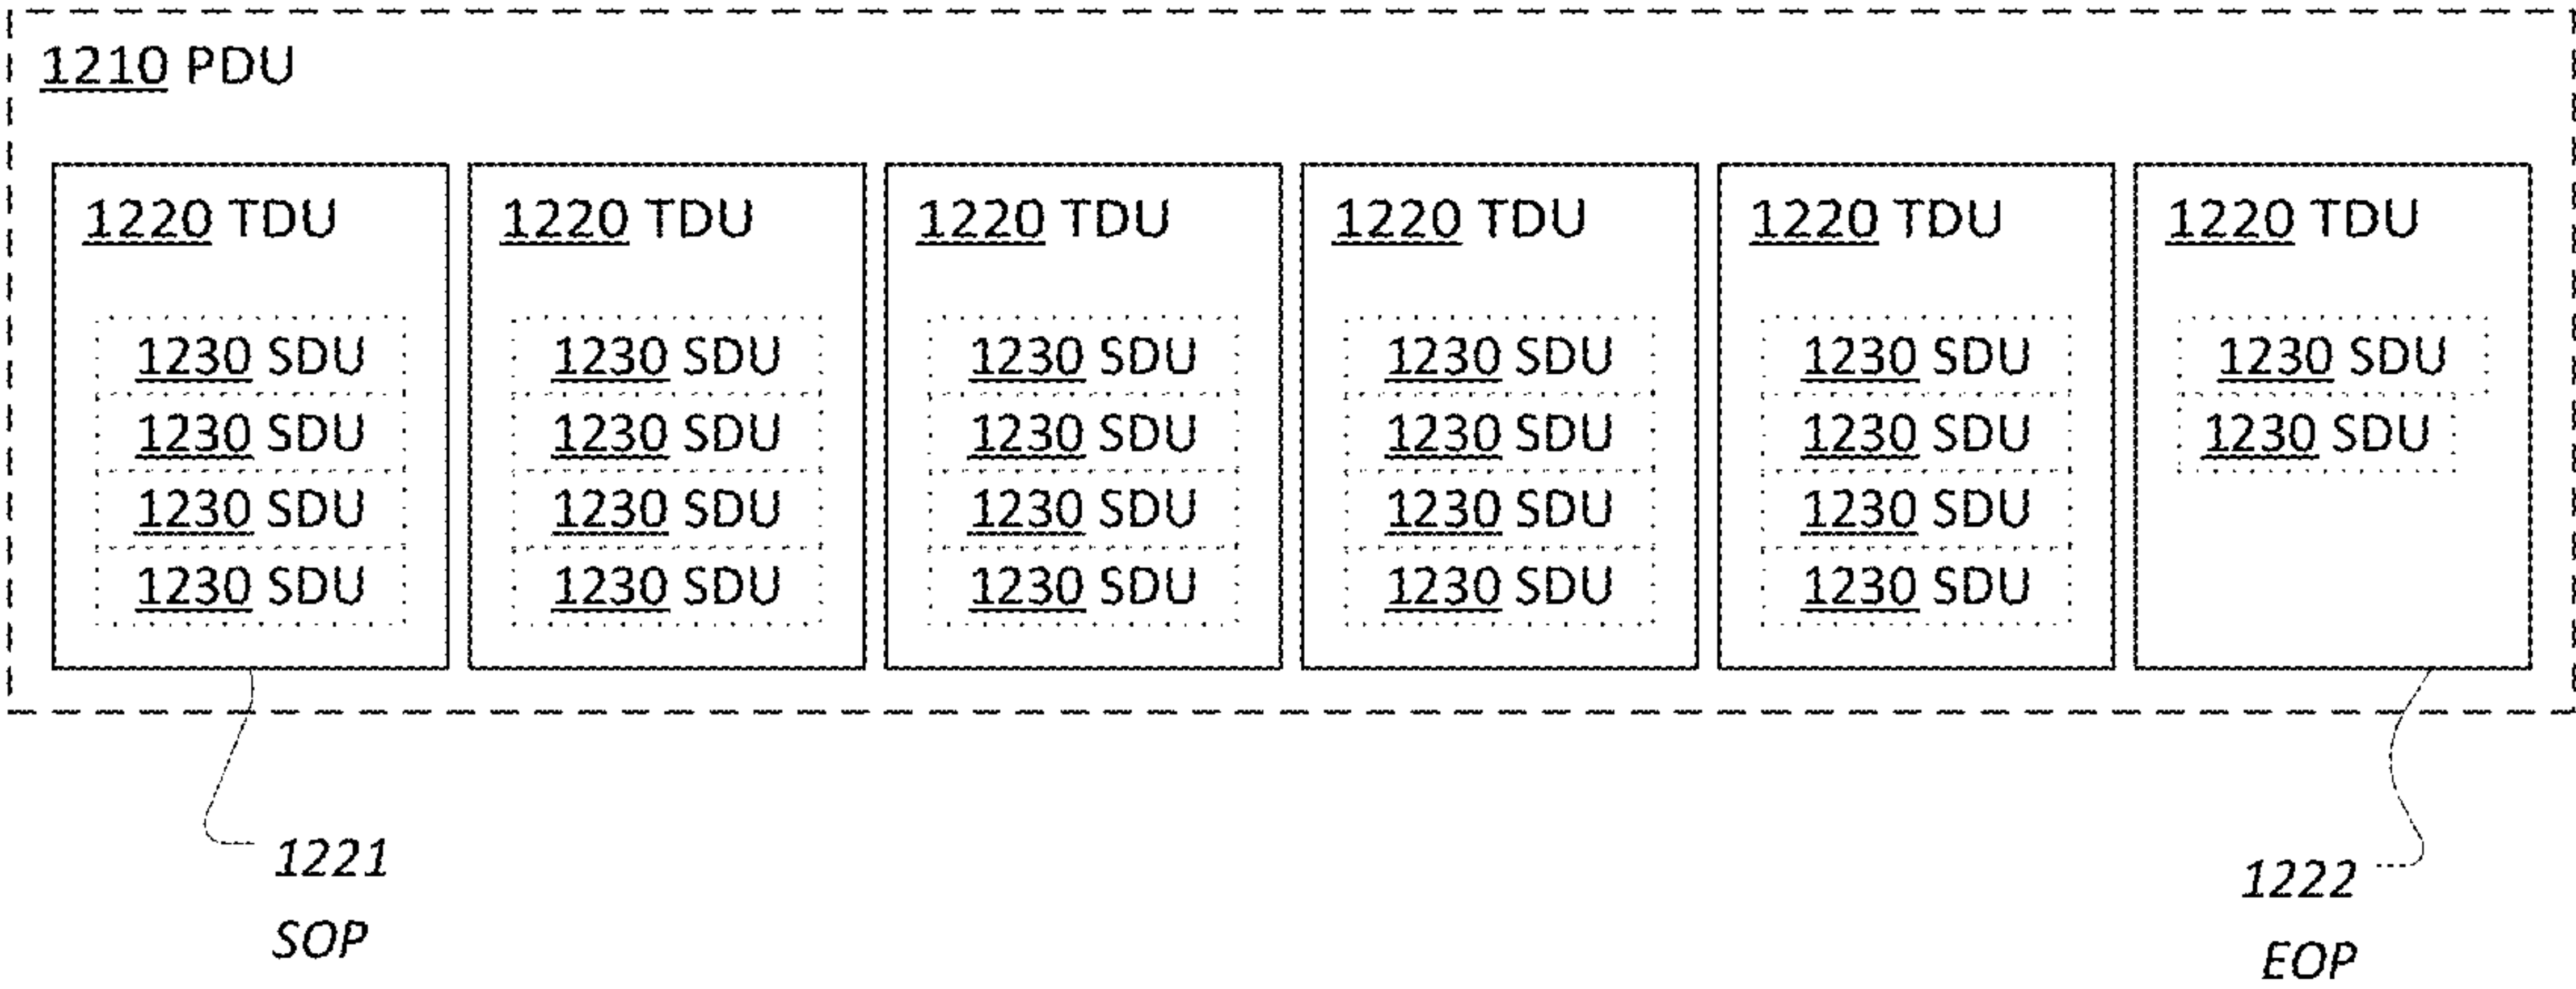 1210 PDU
1220 TDU 1220 TDU 1220 TDU 1220 TDU 1220 TDU 1220 TDU
1230 SDU 1230 SDU 1230 SDU 1230 SDU 1230 SDU 1230 SDU
1230 SDU 1230 SDU 1230 SDU 1230 SDU 1230 SDU 1230 SDU
1230 SDU 1230 SDU 1230 SDU 1230 SDU 1230 SDU
1230 SDU 1230 SDU 1230 SDU 1230 SDU 1230 SDU
1221
SOP
1222
EOP